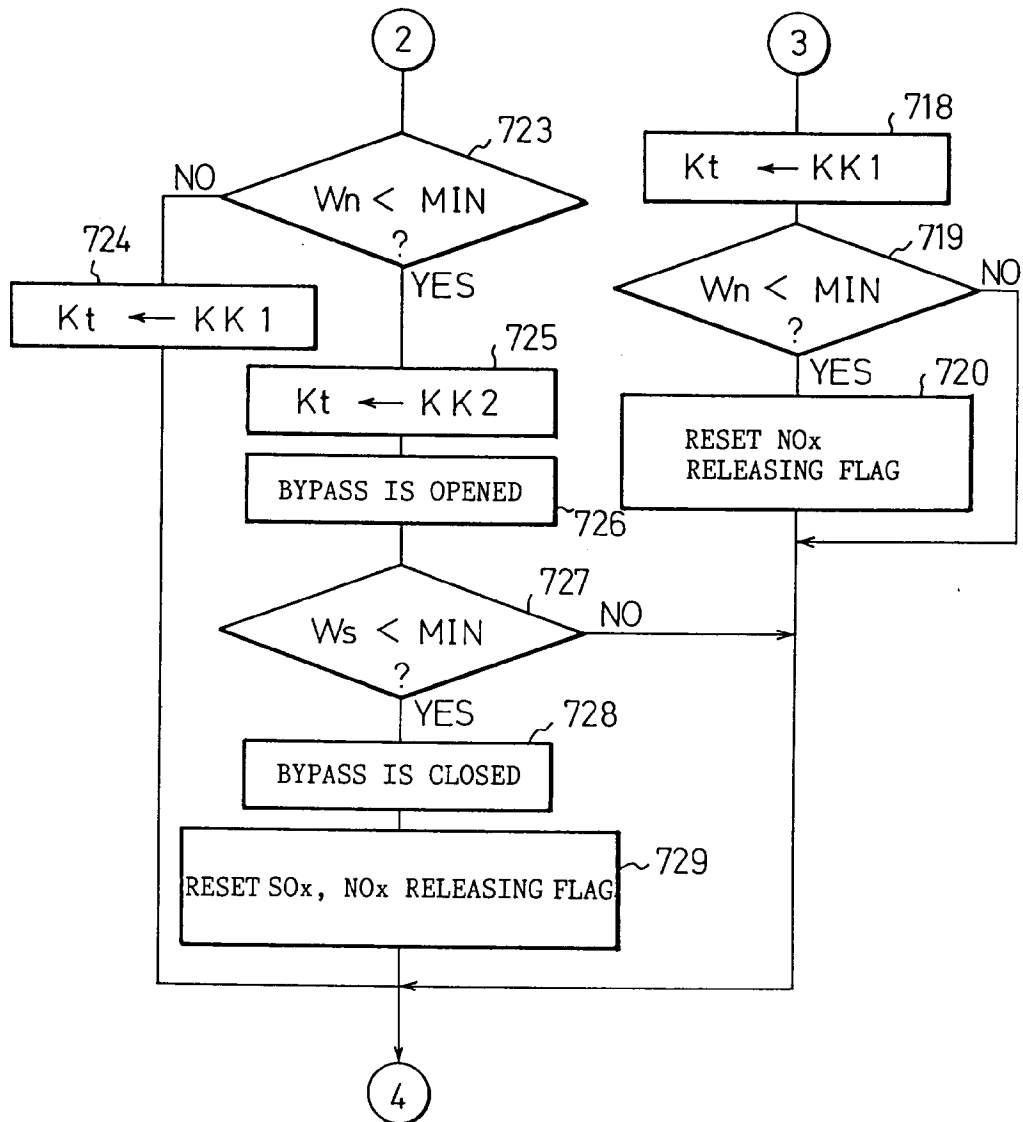 2
3
723
718
NO
Wn < MIN
?
YES
Kt ← KK1
719
724
Kt ← KK1
Wn < MIN
?
NO
YES
725
Kt ← KK2
720
RESET NOx
RELEASING FLAG
BYPASS IS OPENED
726
727
Ws < MIN
?
NO
YES
728
BYPASS IS CLOSED
729
RESET SOx, NOx RELEASING FLAG
4